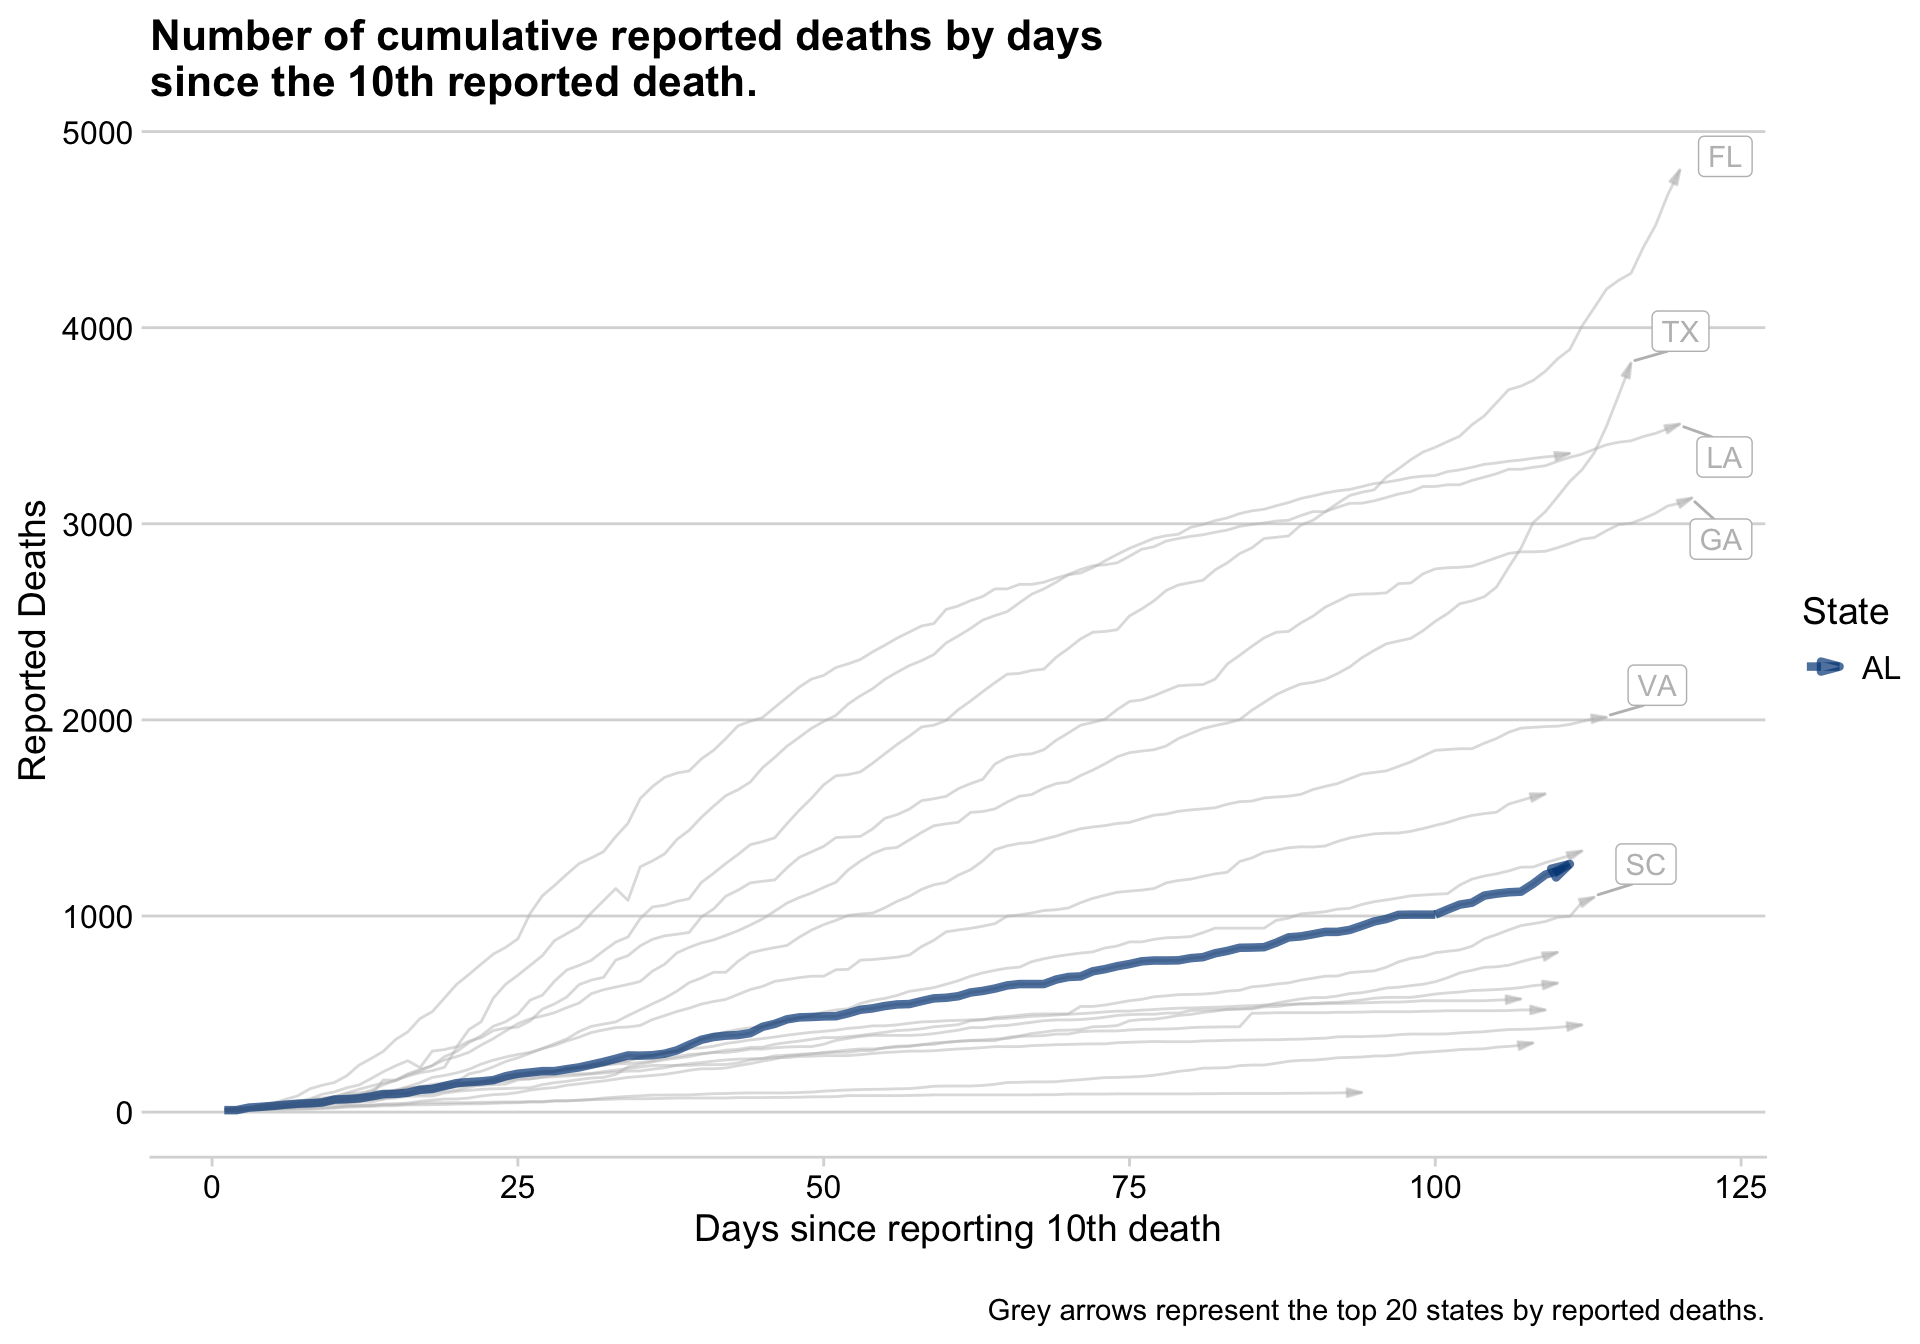 Number of cumulative reported deaths by days
since the 10th reported death.
Reported Deaths
5000
4000
3000
2000
1000
0
FL
TX
LA
GA
VA
SC
State
AL
0 25 50 75 100 125
Days since reporting 10th death
Grey arrows represent the top 20 states by reported deaths.